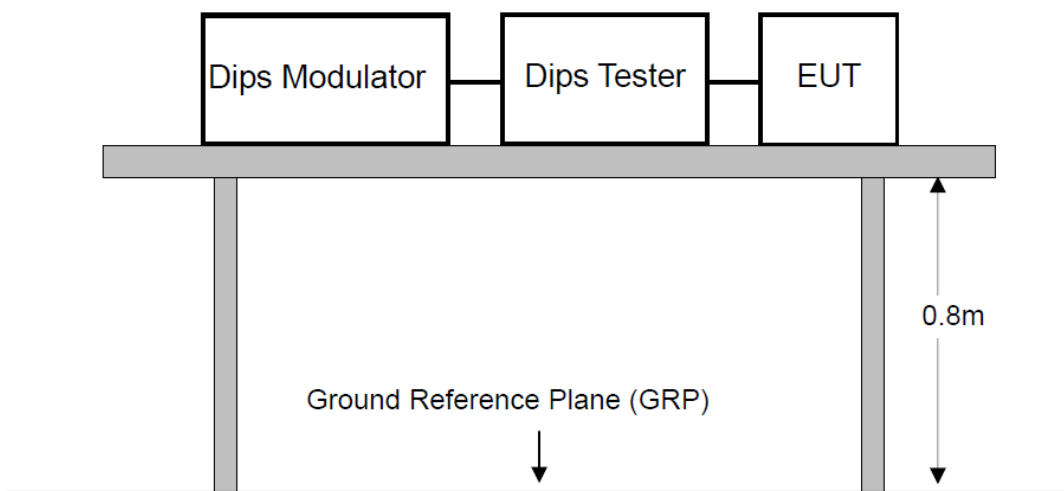 Dips Modulator
Dips Tester
EUT
0.8m
Ground Reference Plane (GRP)